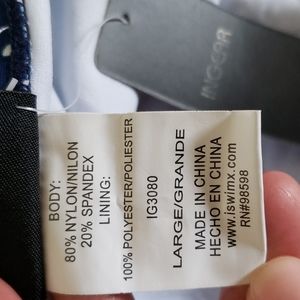 BODY:
80% NYLON/NILON
20% SPANDEX
LINING:
100% POLYESTER/POLIESTER
IG3080
LARGE/GRANDE
MADE IN CHINA
HECHO EN CHINA
www.iswimx.com
RN#98598
INGEAR